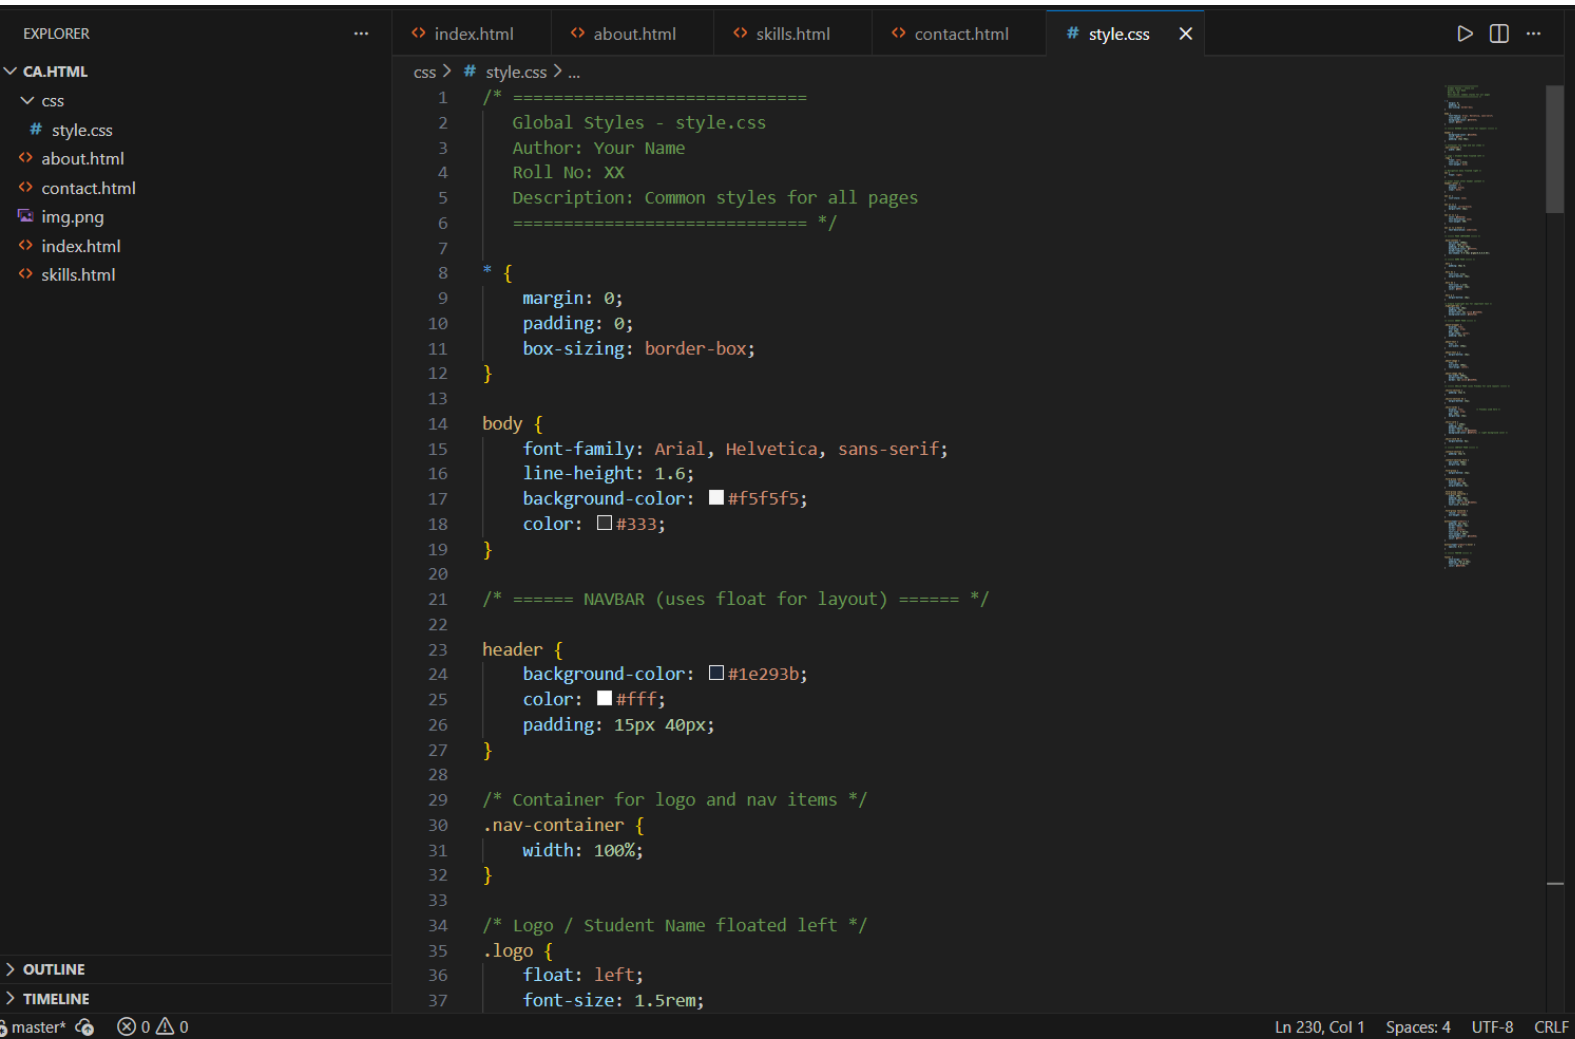 EXPLORER
CA.HTML
css
# style.css
about.html
contact.html
img.png
index.html
skills.html
OUTLINE
TIMELINE
index.html about.html skills.html contact.html # style.css
css > # style.css > ...
1 /* =============================
2 Global Styles - style.css
3 Author: Your Name
4 Roll No: XX
5 Description: Common styles for all pages
6 ============================= */
7
8 * {
9 margin: 0;
10 padding: 0;
11 box-sizing: border-box;
12 }
13
14 body {
15 font-family: Arial, Helvetica, sans-serif;
16 line-height: 1.6;
17 background-color: #f5f5f5;
18 color: #333;
19 }
20
21 /* ====== NAVBAR (uses float for layout) ====== */
22
23 header {
24 background-color: #1e293b;
25 color: #fff;
26 padding: 15px 40px;
27 }
28
29 /* Container for logo and nav items */
30 .nav-container {
31 width: 100%;
32 }
33
34 /* Logo / Student Name floated left */
35 .logo {
36 float: left;
37 font-size: 1.5rem;
master* 0 0 Ln 230, Col 1 Spaces: 4 UTF-8 CRLF